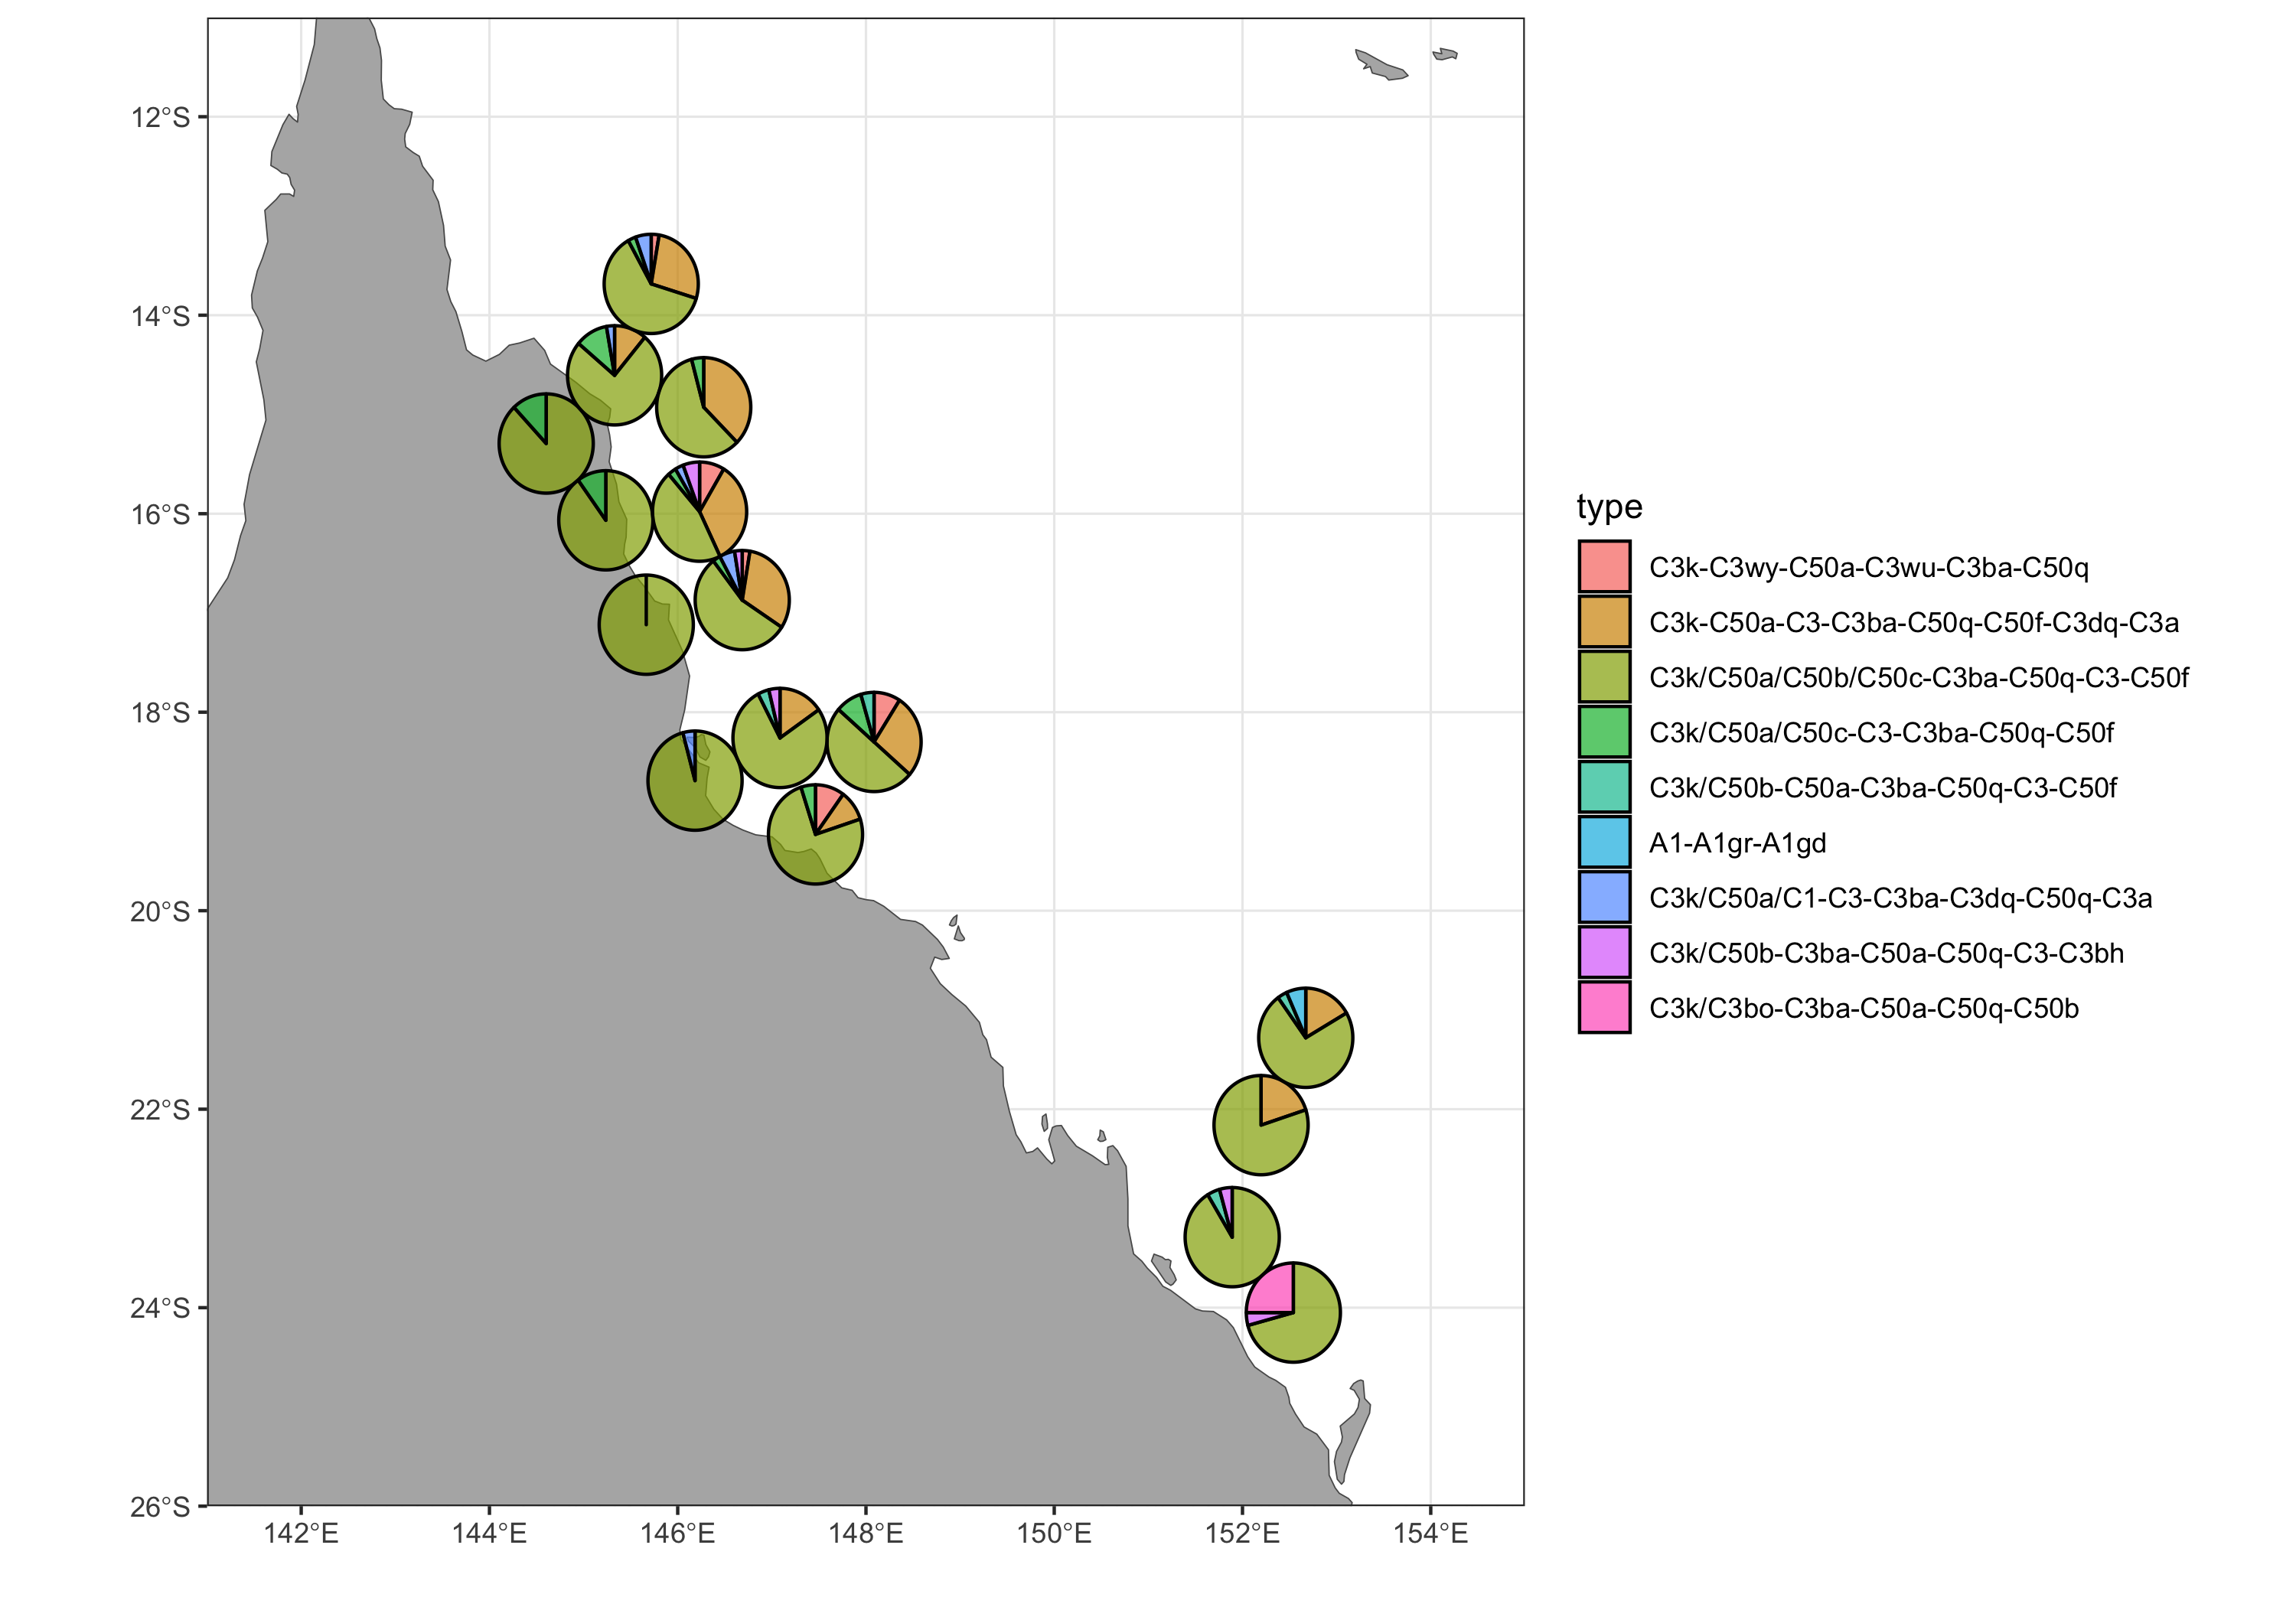 12°S
14°S
16°S
18°S
20°S
22°S
24°S
26°S
142°E
144°E
146°E
148°E
150°E
152°E
154°E
type
C3k-C3wy-C50a-C3wu-C3ba-C50q
C3k-C50a-C3-C3ba-C50q-C50f-C3dq-C3a
C3k/C50a/C50b/C50c-C3ba-C50q-C3-C50f
C3k/C50a/C50c-C3-C3ba-C50q-C50f
C3k/C50b-C50a-C3ba-C50q-C3-C50f
A1-A1gr-A1gd
C3k/C50a/C1-C3-C3ba-C3dq-C50q-C3a
C3k/C50b-C3ba-C50a-C50q-C3-C3bh
C3k/C3bo-C3ba-C50a-C50q-C50b